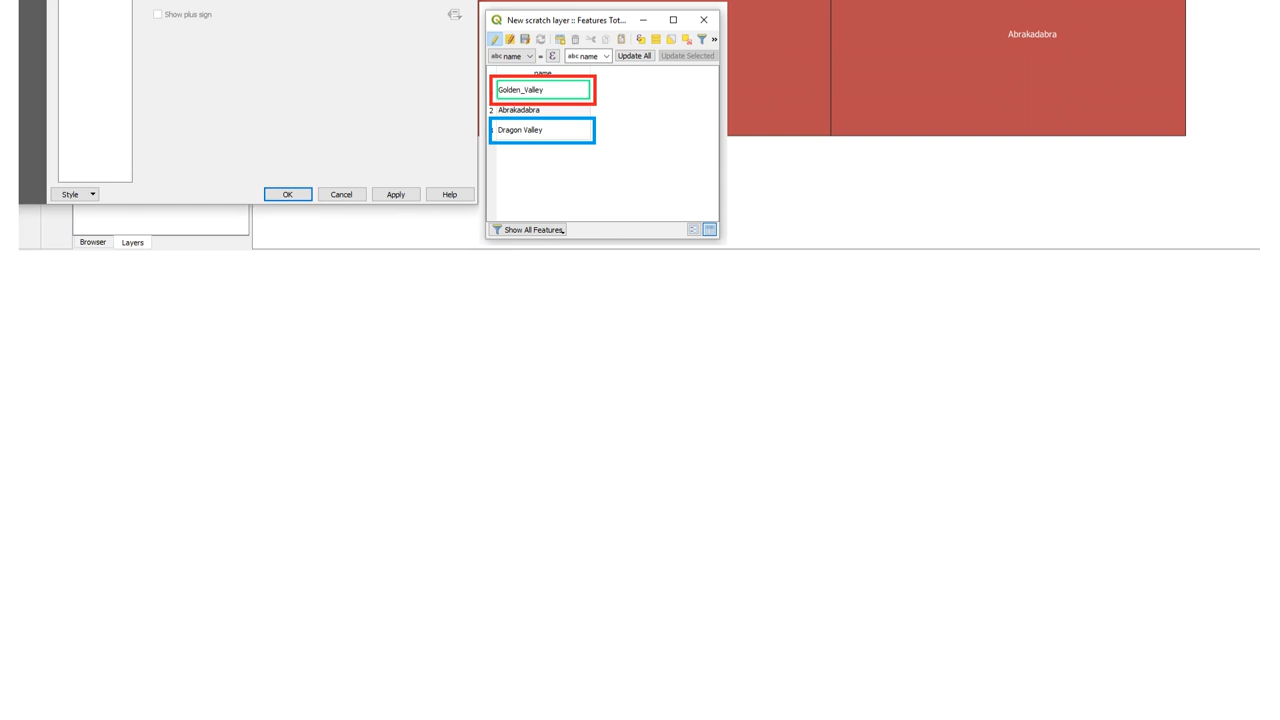 Show plus sign
Style
OK
Cancel
Apply
Help
Browser
Layers
New scratch layer :: Features Tot...
abc name = ε abc name Update All Update Selected
name
Golden_Valley
2 Abrakadabra
Dragon Valley
Show All Features
Abrakadabra